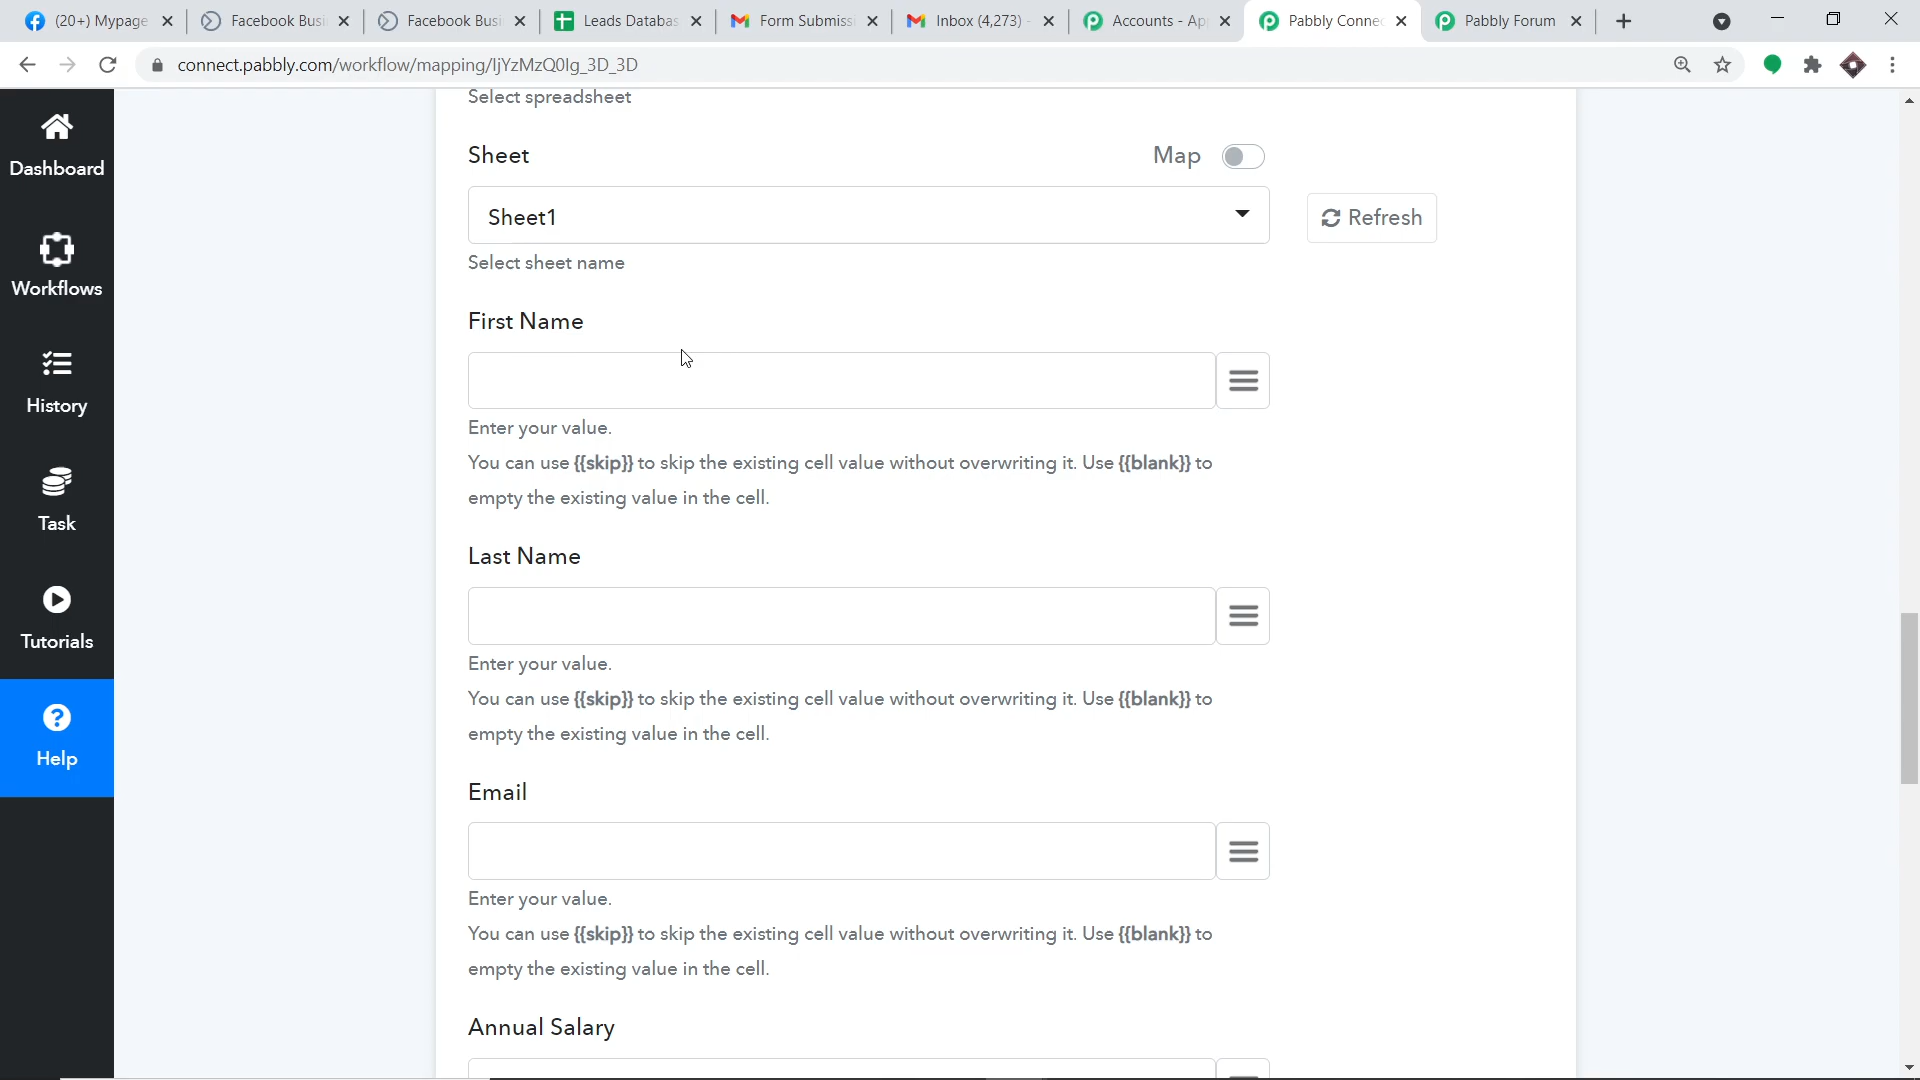 (20+) Mypage
Facebook Busi
Facebook Busi
Leads Databas
Form Submiss
Inbox (4,273) -
Accounts - Ap
Pabbly Connec
Pabbly Forum
connect.pabbly.com/workflow/mapping/IjYzMzQ0Ig_3D_3D
Dashboard
Workflows
History
Task
Tutorials
Help
Select spreadsheet
Sheet
Map
Sheet1
Refresh
Select sheet name
First Name
Enter your value.
You can use {{skip}} to skip the existing cell value without overwriting it. Use {{blank}} to
empty the existing value in the cell.
Last Name
Enter your value.
You can use {{skip}} to skip the existing cell value without overwriting it. Use {{blank}} to
empty the existing value in the cell.
Email
Enter your value.
You can use {{skip}} to skip the existing cell value without overwriting it. Use {{blank}} to
empty the existing value in the cell.
Annual Salary